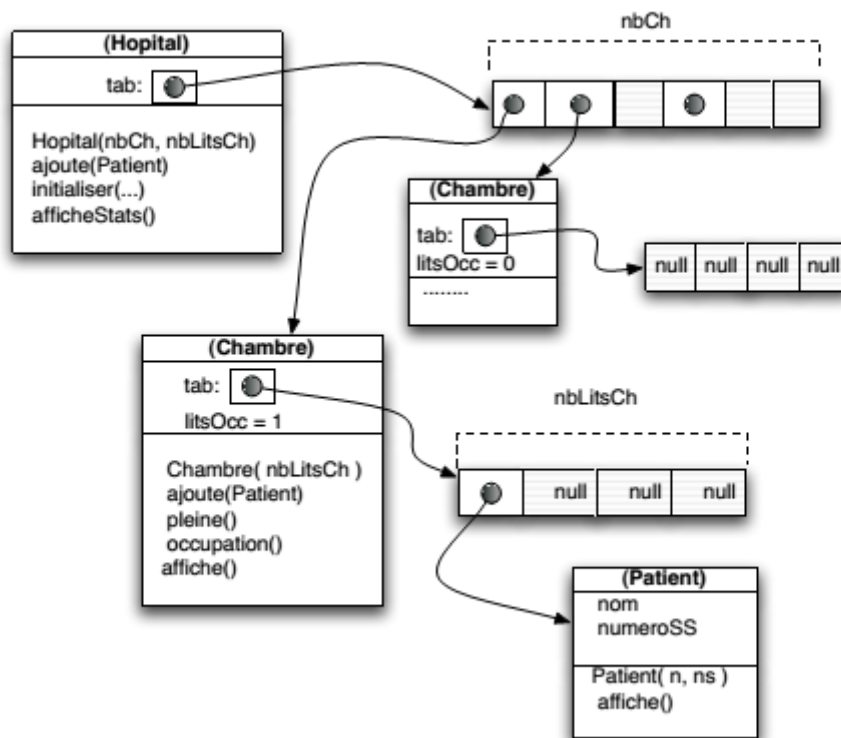 (Hopital)
tab:
Hopital(nbCh, nbLitsCh)
ajoute(Patient)
initialiser(...)
afficheStats()
nbCh
(Chambre)
tab:
litsOcc = 0
--------
null null null null
(Chambre)
tab:
litsOcc = 1
Chambre( nbLitsCh )
ajoute(Patient)
pleine()
occupation()
affiche()
nbLitsCh
null null null
(Patient)
nom
numeroSS
Patient( n, ns )
affiche()